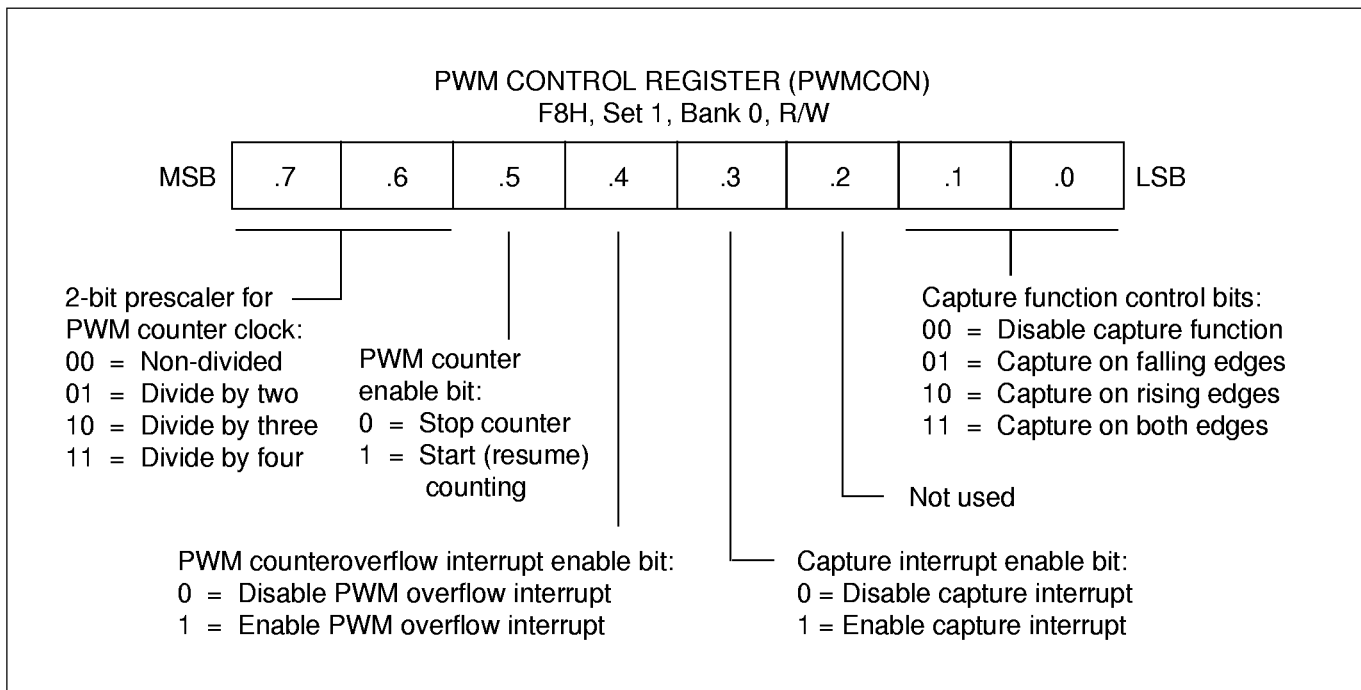 PWM CONTROL REGISTER (PWMCON)
F8H, Set 1, Bank 0, R/W
MSB .7 .6 .5 .4 .3 .2 .1 .0 LSB
2-bit prescaler for
PWM counter clock:
00 = Non-divided
01 = Divide by two
10 = Divide by three
11 = Divide by four
PWM counter
enable bit:
0 = Stop counter
1 = Start (resume)
counting
Capture function control bits:
00 = Disable capture function
01 = Capture on falling edges
10 = Capture on rising edges
11 = Capture on both edges
Not used
PWM counteroverflow interrupt enable bit:
0 = Disable PWM overflow interrupt
1 = Enable PWM overflow interrupt
Capture interrupt enable bit:
0 = Disable capture interrupt
1 = Enable capture interrupt